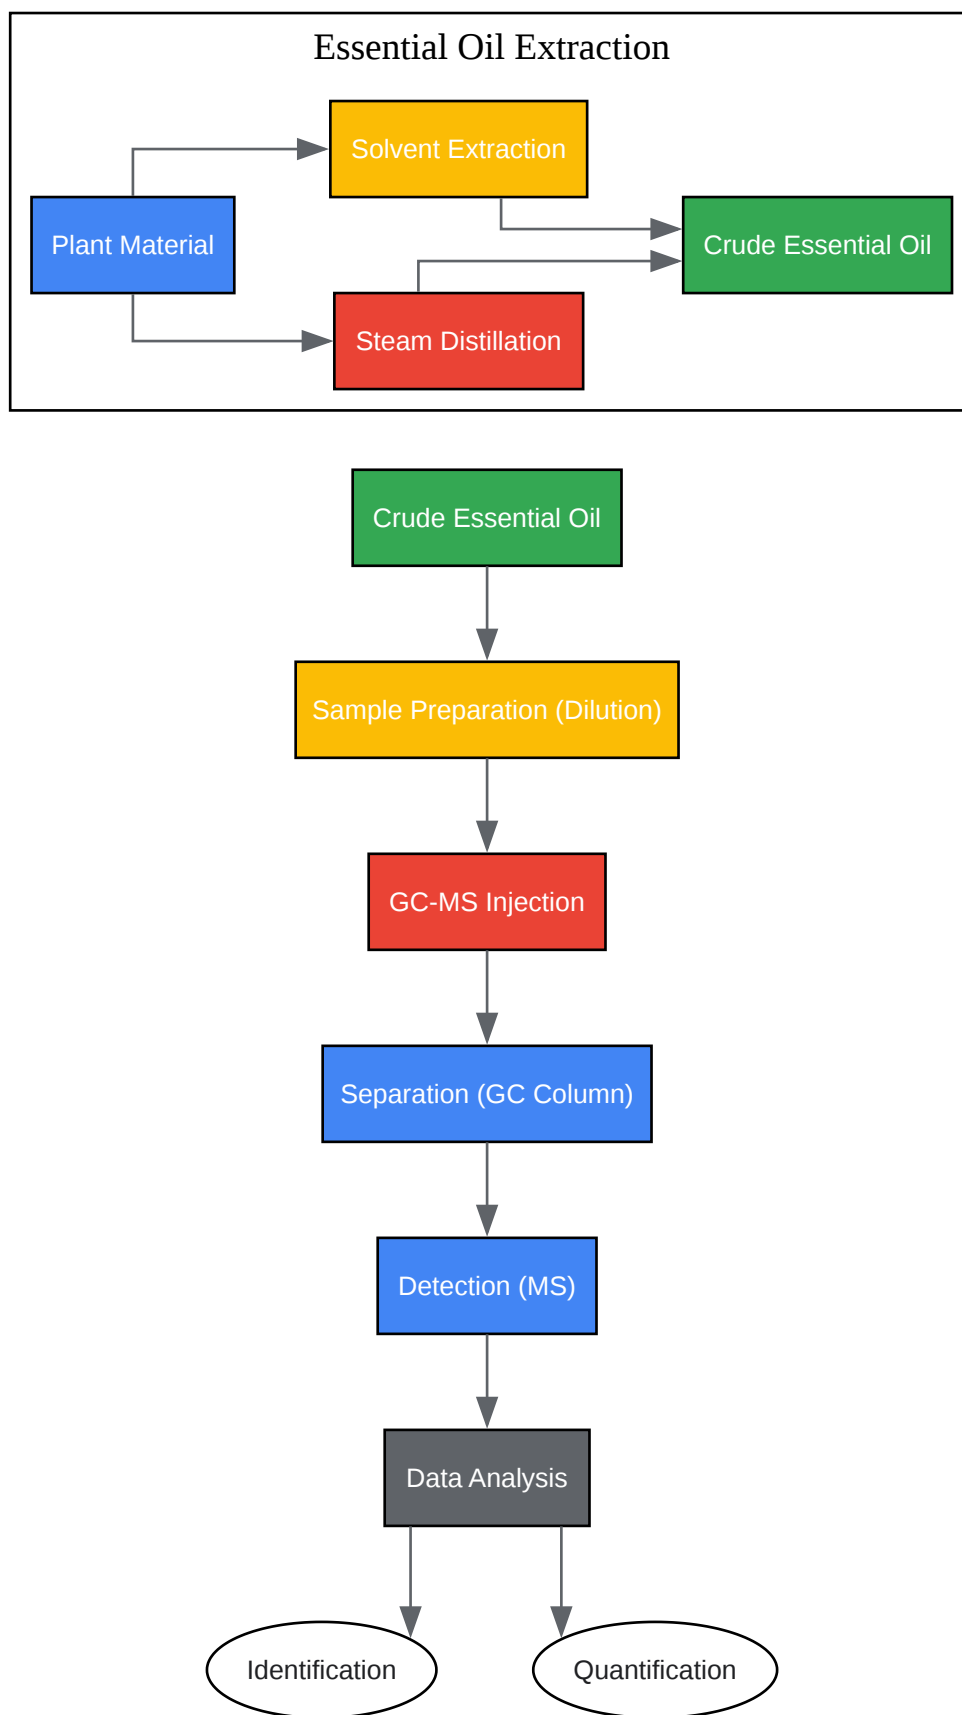 Essential Oil Extraction
Solvent Extraction
Plant Material
Crude Essential Oil
Steam Distillation
Crude Essential Oil
Sample Preparation (Dilution)
GC-MS Injection
Separation (GC Column)
Detection (MS)
Data Analysis
Identification
Quantification